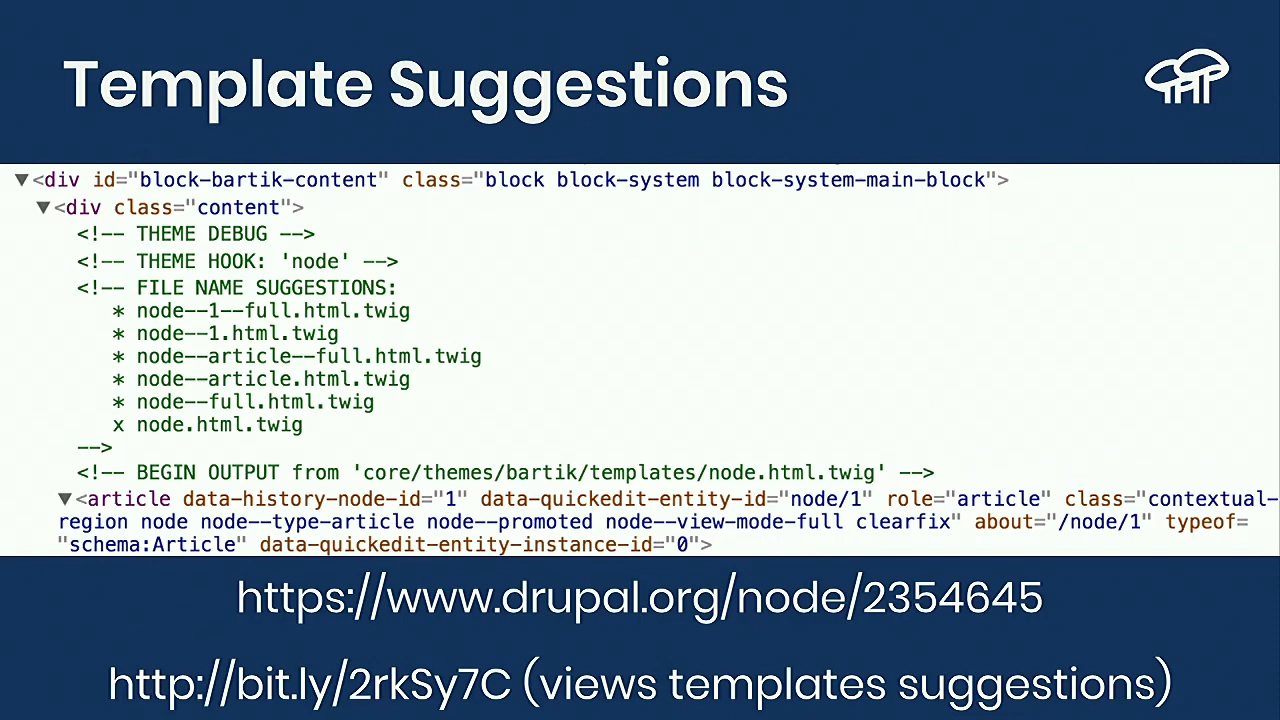 Template Suggestions
▼<div id="block-bartik-content" class="block block-system block-system-main-block">
▼<div class="content">
<!-- THEME DEBUG -->
<!-- THEME HOOK: 'node' -->
<!-- FILE NAME SUGGESTIONS:
* node--1--full.html.twig
* node--1.html.twig
* node--article--full.html.twig
* node--article.html.twig
* node--full.html.twig
x node.html.twig
-->
<!-- BEGIN OUTPUT from 'core/themes/bartik/templates/node.html.twig' -->
▼<article data-history-node-id="1" data-quickedit-entity-id="node/1" role="article" class="contextual-
region node node--type-article node--promoted node--view-mode-full clearfix" about="/node/1" typeof=
"schema:Article" data-quickedit-entity-instance-id="0">
https://www.drupal.org/node/2354645
http://bit.ly/2rkSy7C (views templates suggestions)